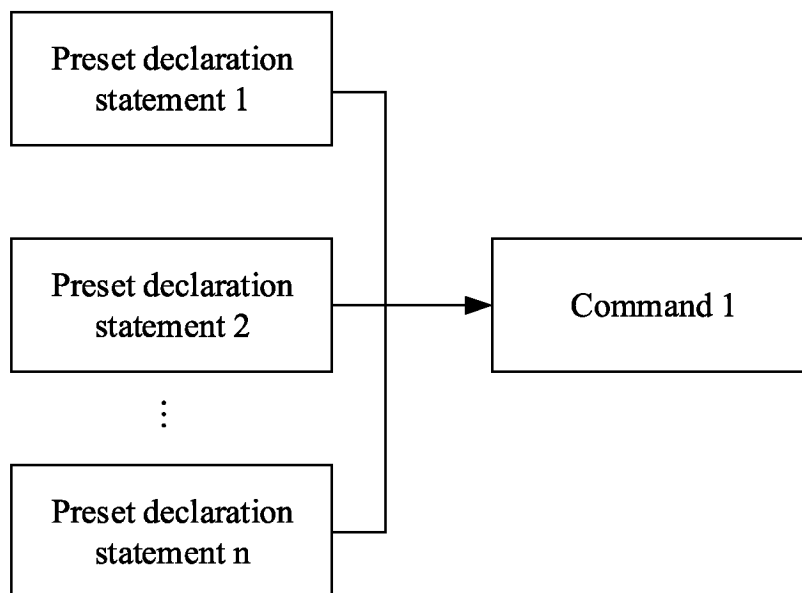 Preset declaration
statement 1
Preset declaration
statement 2
Command 1
⋮
Preset declaration
statement n